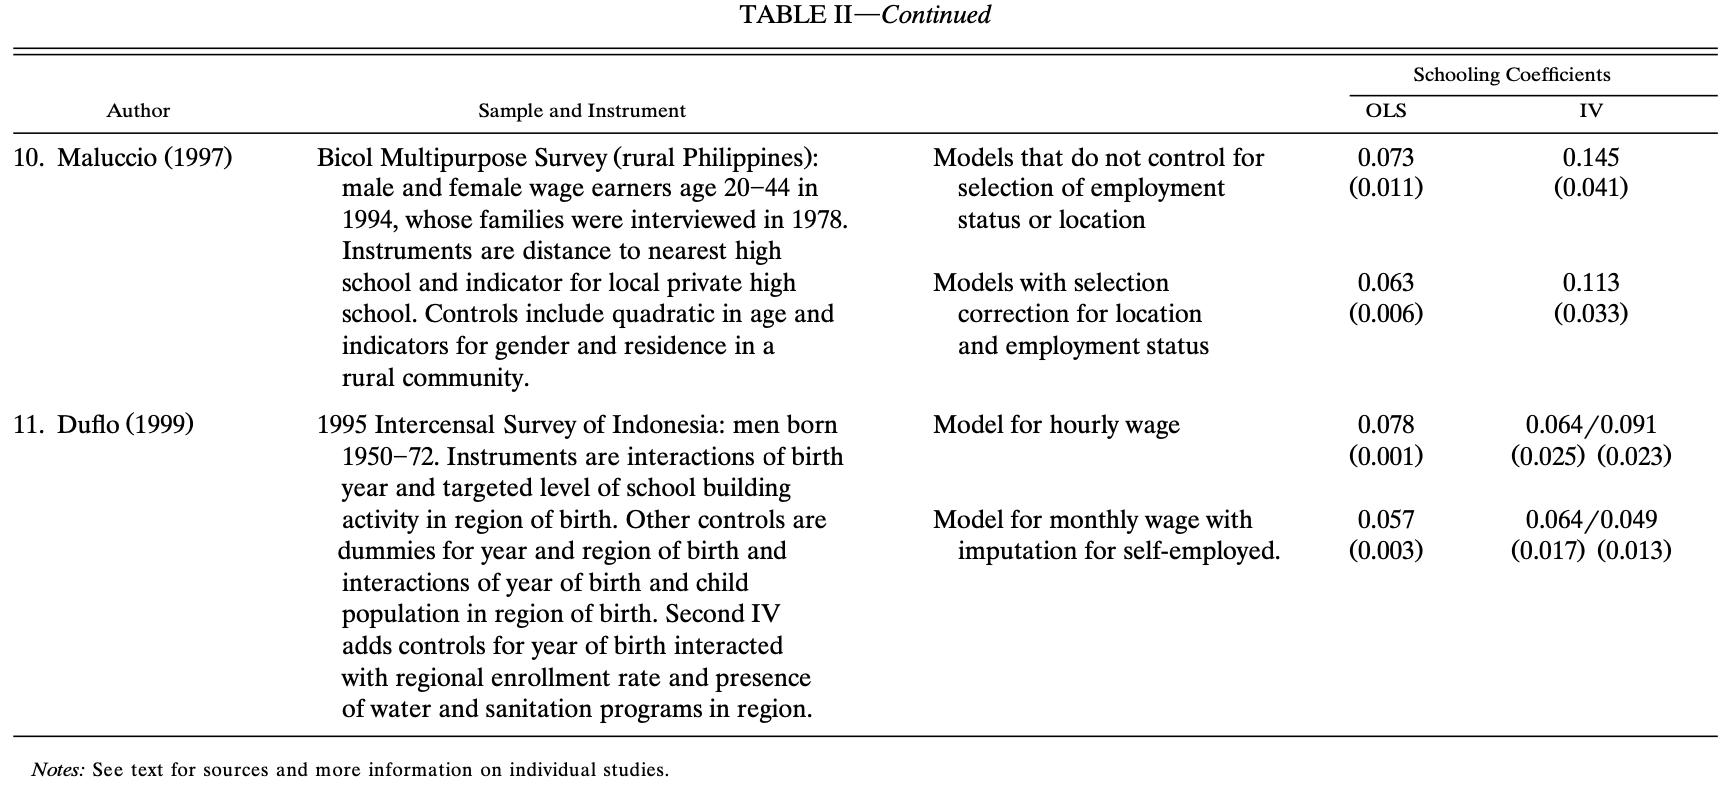 TABLE II—Continued
Schooling Coefficients
Author Sample and Instrument OLS IV
10. Maluccio (1997) Bicol Multipurpose Survey (rural Philippines): Models that do not control for 0.073 0.145
male and female wage earners age 20−44 in selection of employment (0.011) (0.041)
1994, whose families were interviewed in 1978. status or location
Instruments are distance to nearest high
school and indicator for local private high Models with selection 0.063 0.113
school. Controls include quadratic in age and correction for location (0.006) (0.033)
indicators for gender and residence in a and employment status
rural community.
11. Duflo (1999) 1995 Intercensal Survey of Indonesia: men born Model for hourly wage 0.078 0.064/0.091
1950−72. Instruments are interactions of birth (0.001) (0.025) (0.023)
year and targeted level of school building
activity in region of birth. Other controls are Model for monthly wage with 0.057 0.064/0.049
dummies for year and region of birth and imputation for self-employed. (0.003) (0.017) (0.013)
interactions of year of birth and child
population in region of birth. Second IV
adds controls for year of birth interacted
with regional enrollment rate and presence
of water and sanitation programs in region.
Notes: See text for sources and more information on individual studies.